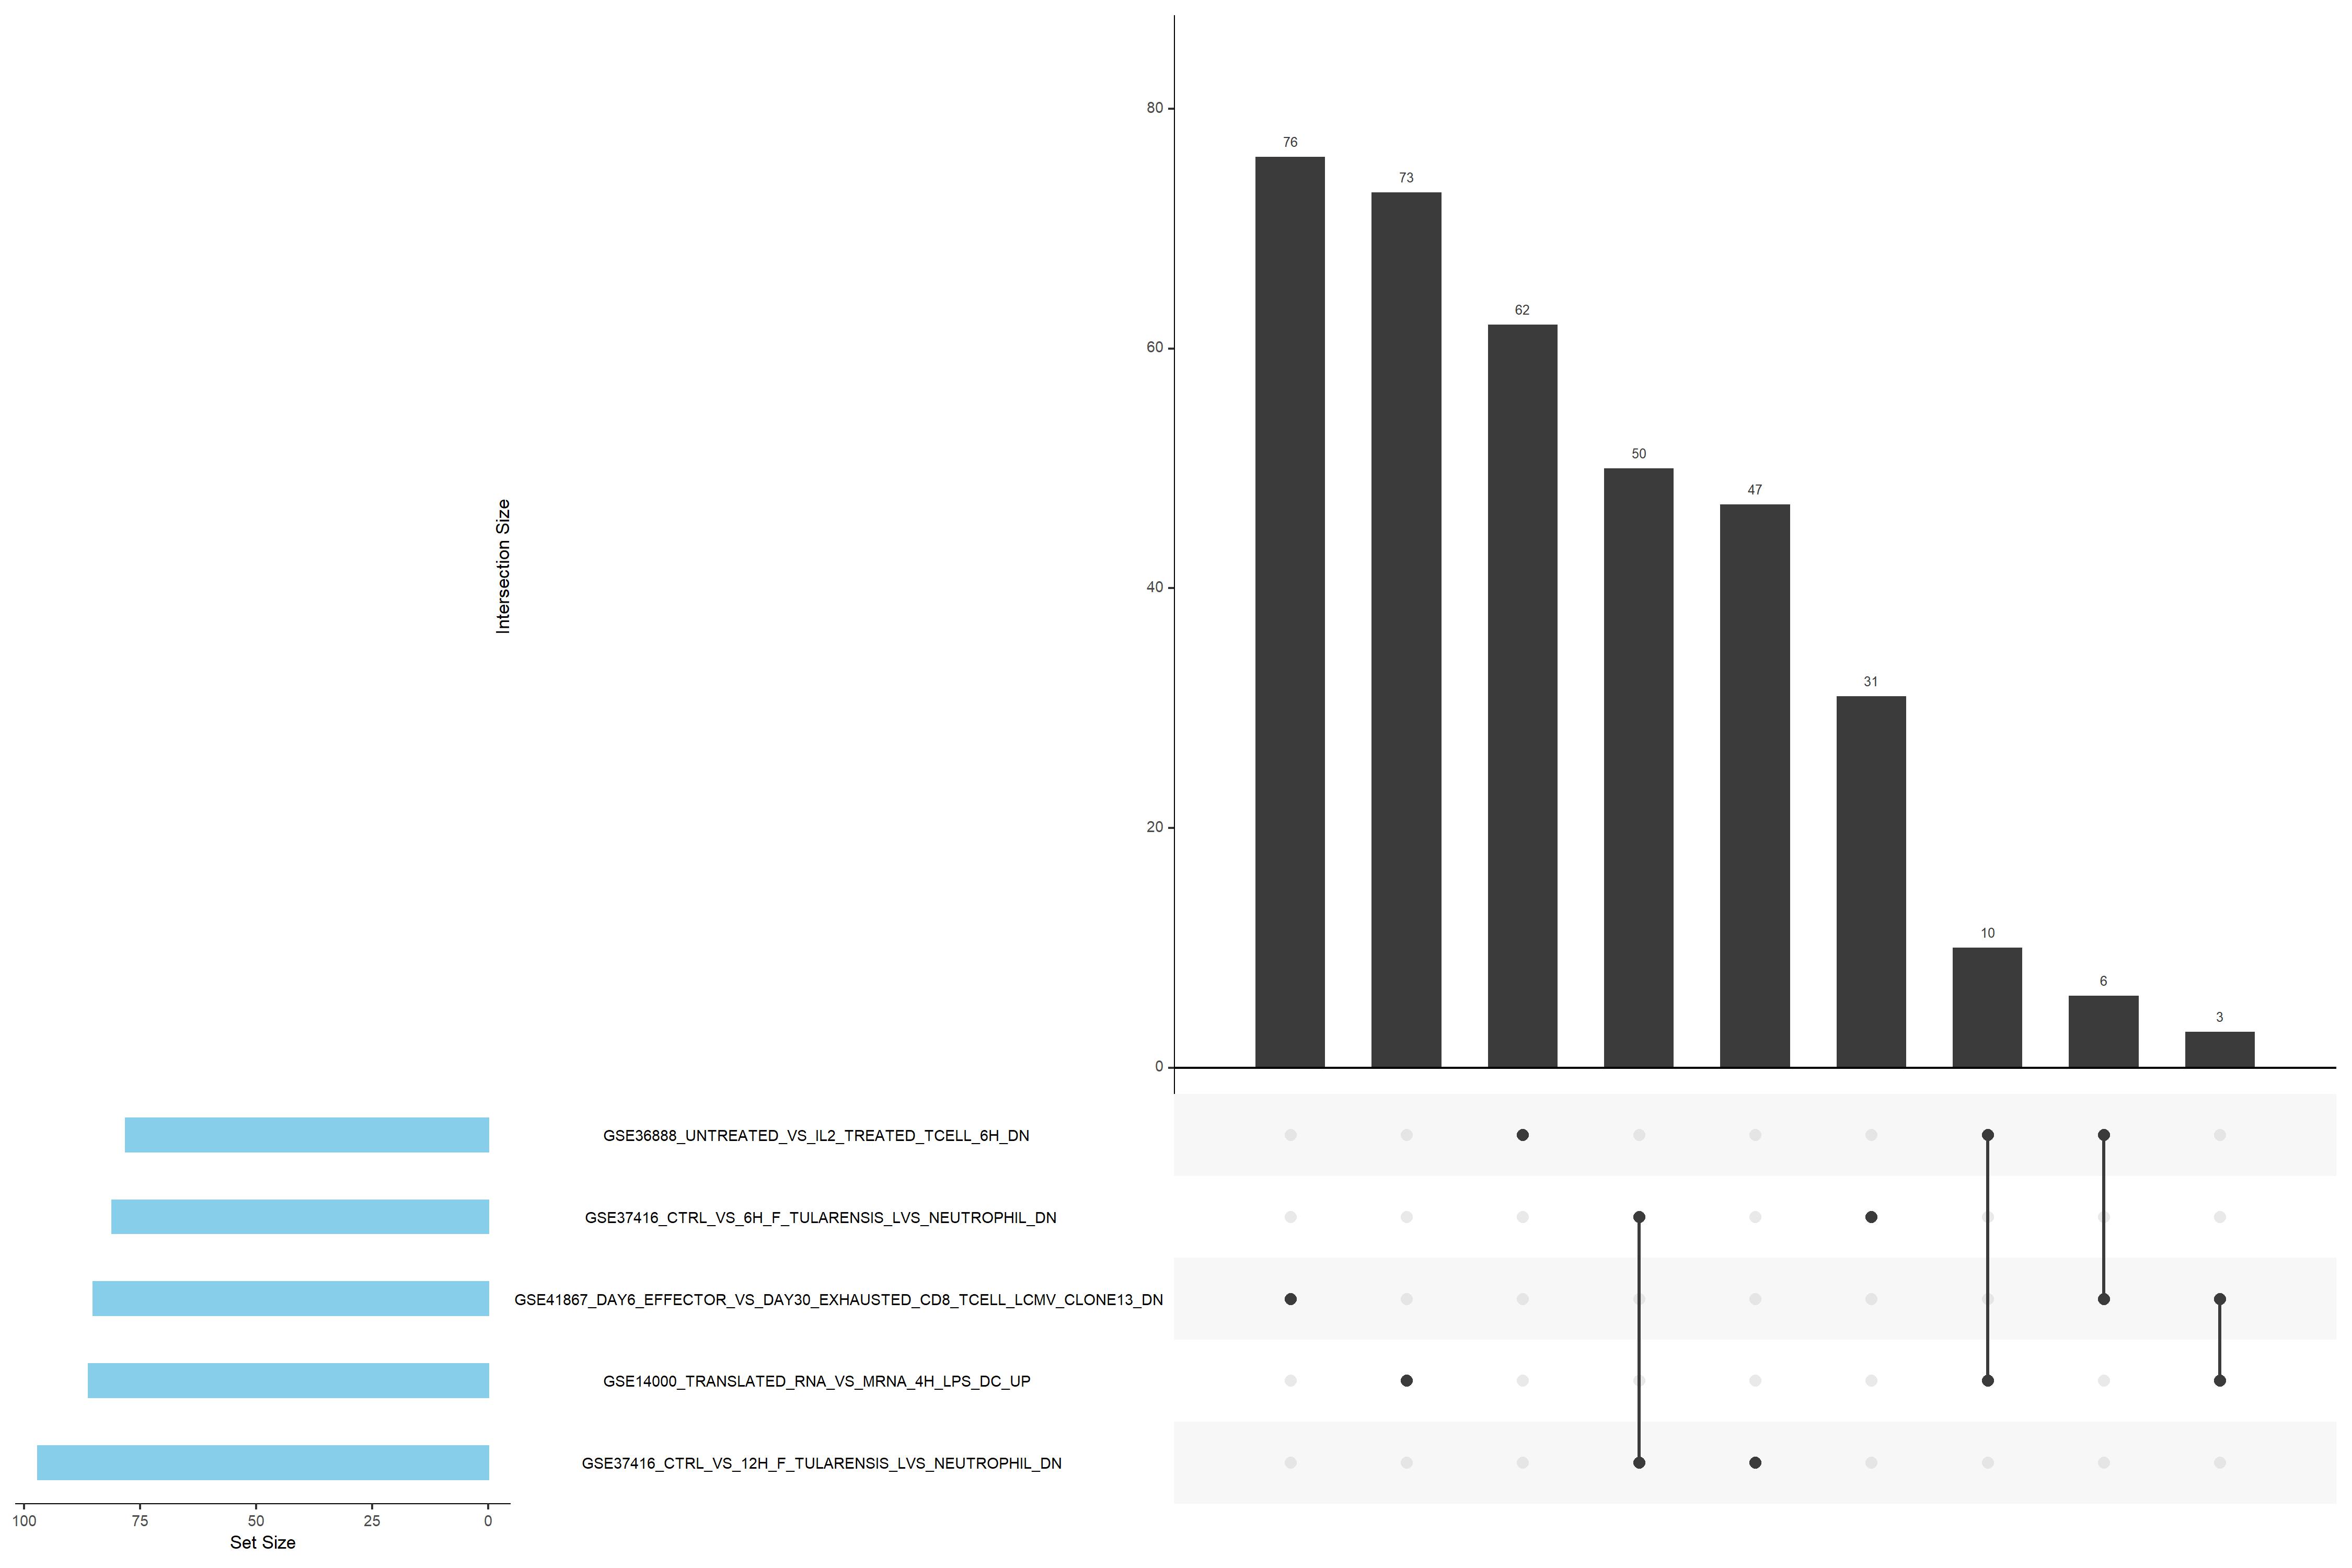 80
60
40
20
0
Intersection Size
76
73
62
50
47
31
10
6
3
GSE36888_UNTREATED_VS_IL2_TREATED_TCELL_6H_DN
GSE37416_CTRL_VS_6H_F_TULARENSIS_LVS_NEUTROPHIL_DN
GSE41867_DAY6_EFFECTOR_VS_DAY30_EXHAUSTED_CD8_TCELL_LCMV_CLONE13_DN
GSE14000_TRANSLATED_RNA_VS_MRNA_4H_LPS_DC_UP
GSE37416_CTRL_VS_12H_F_TULARENSIS_LVS_NEUTROPHIL_DN
100 75 50 25 0
Set Size